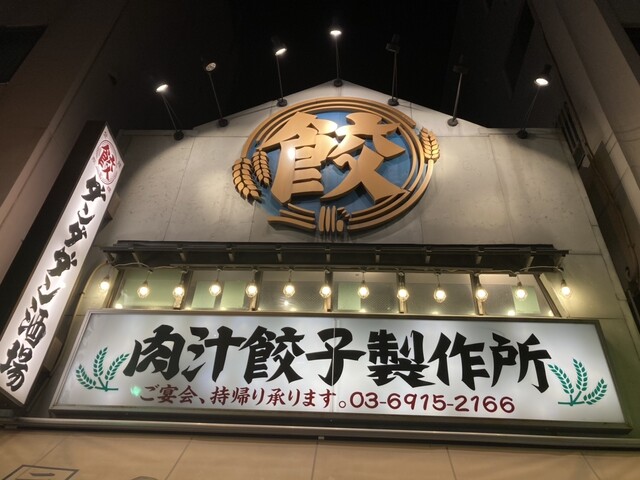 餃
餃
ダンダダン酒場
肉汁餃子製作所
ご宴会、持帰り承ります。03-6915-2166